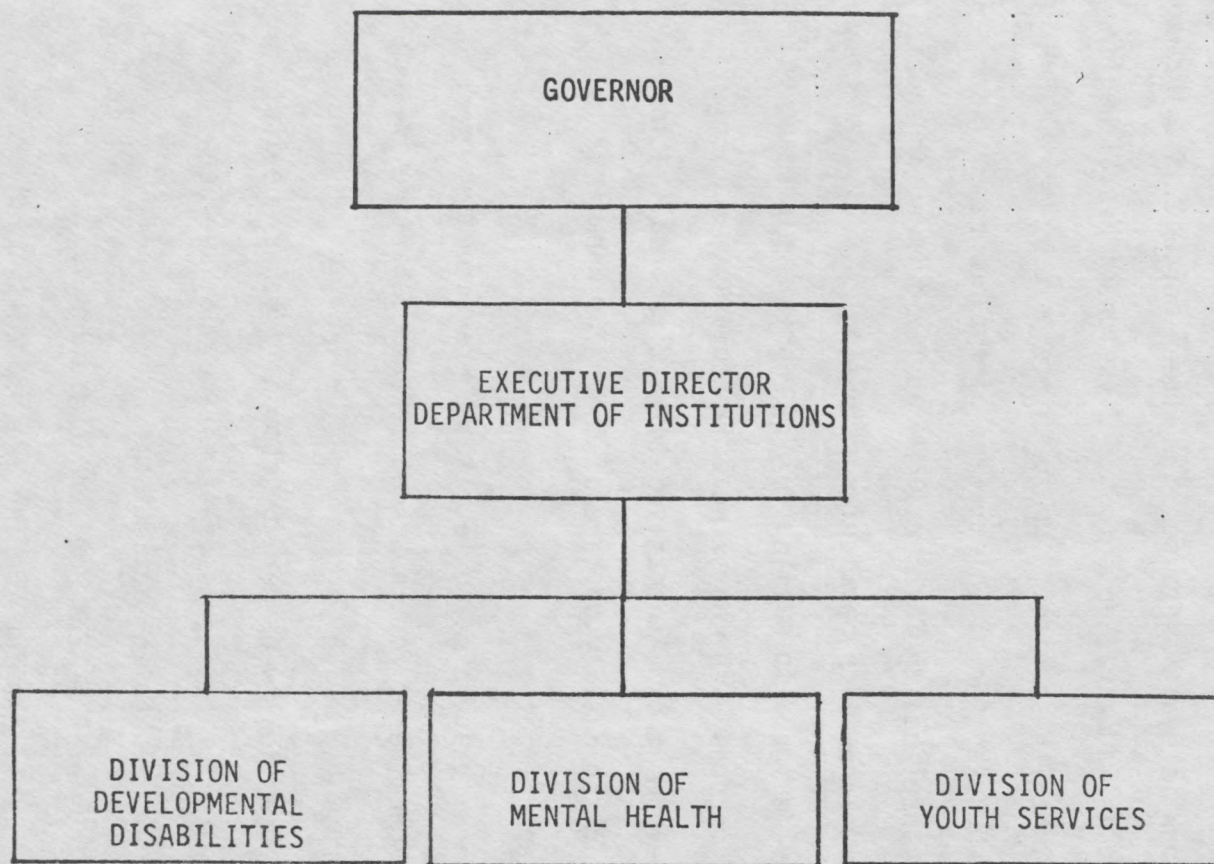 GOVERNOR
EXECUTIVE DIRECTOR
DEPARTMENT OF INSTITUTIONS
DIVISION OF
DEVELOPMENTAL
DISABILITIES
DIVISION OF
MENTAL HEALTH
DIVISION OF
YOUTH SERVICES